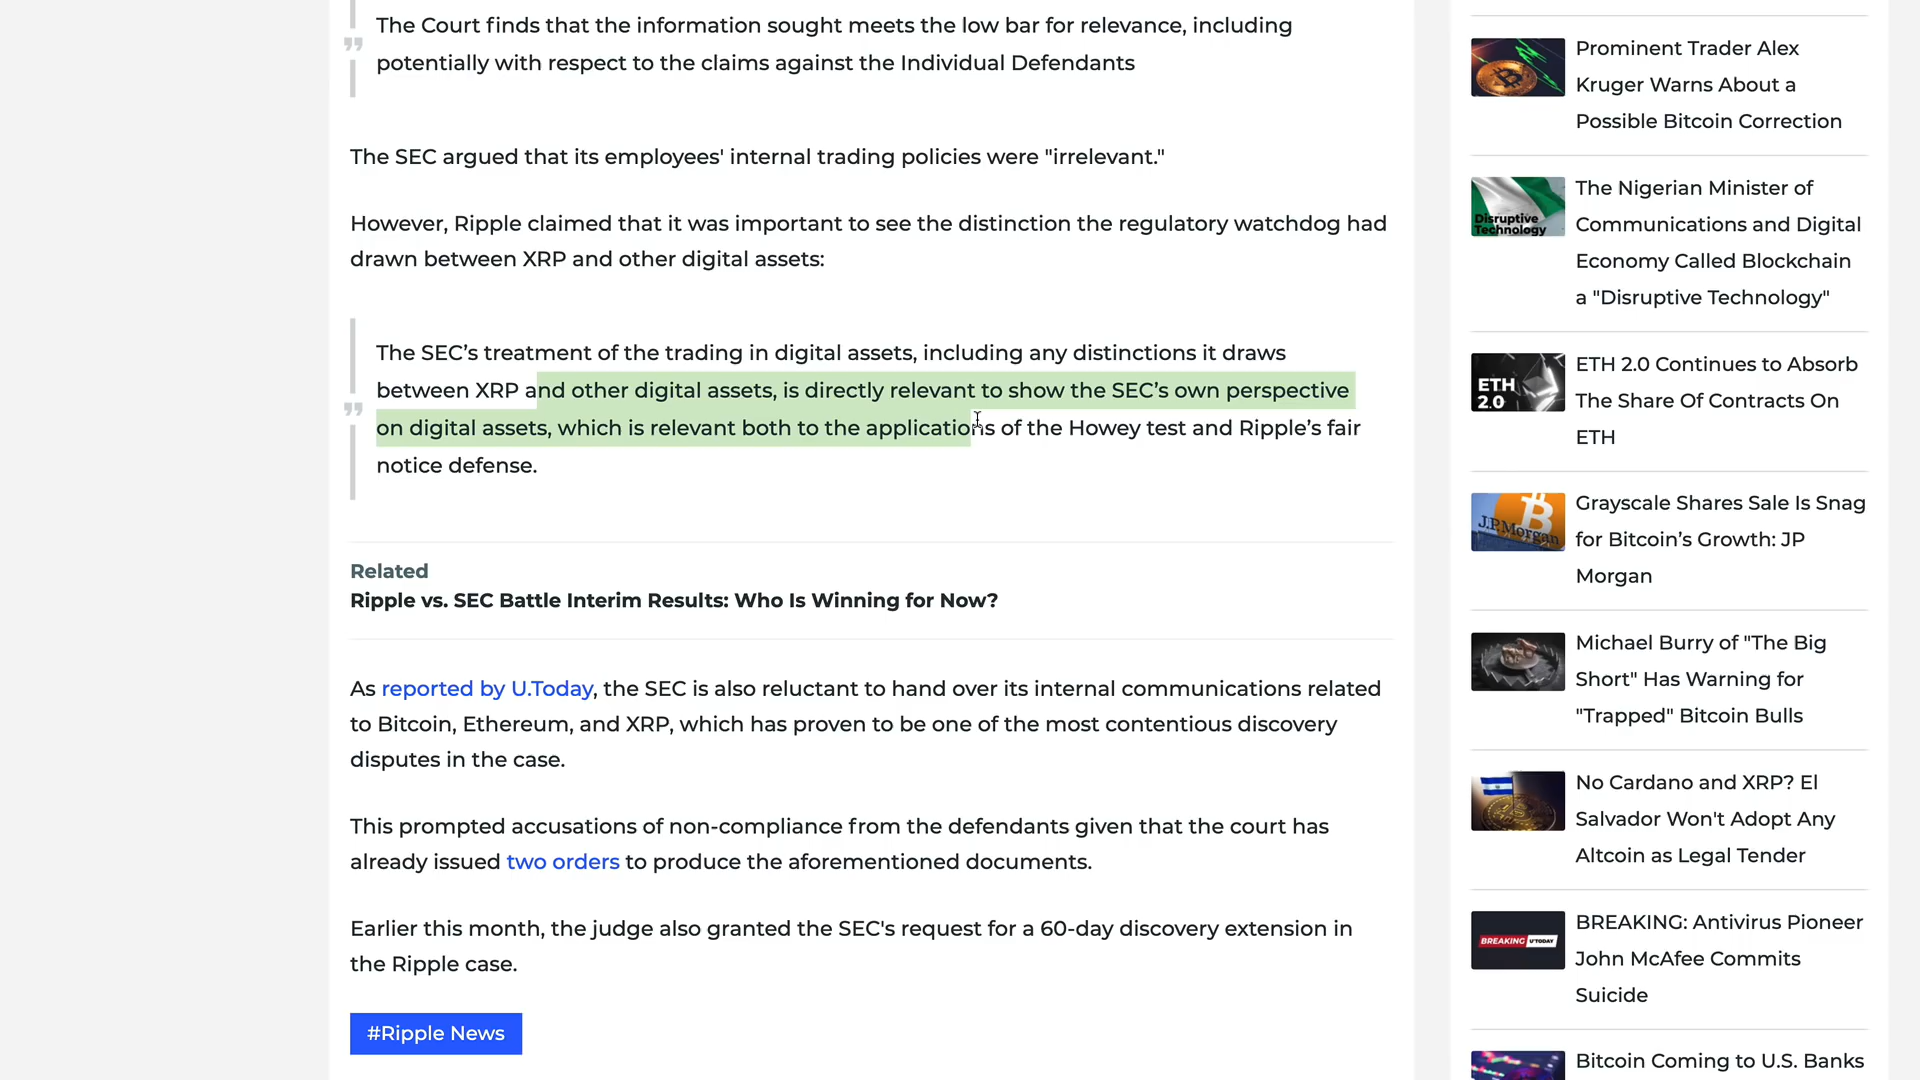 The Court finds that the information sought meets the low bar for relevance, including
potentially with respect to the claims against the Individual Defendants
The SEC argued that its employees' internal trading policies were "irrelevant."
However, Ripple claimed that it was important to see the distinction the regulatory watchdog had
drawn between XRP and other digital assets:
The SEC’s treatment of the trading in digital assets, including any distinctions it draws
between XRP and other digital assets, is directly relevant to show the SEC’s own perspective
on digital assets, which is relevant both to the applications of the Howey test and Ripple’s fair
notice defense.
Related
Ripple vs. SEC Battle Interim Results: Who Is Winning for Now?
As reported by U.Today, the SEC is also reluctant to hand over its internal communications related
to Bitcoin, Ethereum, and XRP, which has proven to be one of the most contentious discovery
disputes in the case.
This prompted accusations of non-compliance from the defendants given that the court has
already issued two orders to produce the aforementioned documents.
Earlier this month, the judge also granted the SEC's request for a 60-day discovery extension in
the Ripple case.
#Ripple News
Prominent Trader Alex
Kruger Warns About a
Possible Bitcoin Correction
Disruptive
Technology
The Nigerian Minister of
Communications and Digital
Economy Called Blockchain
a "Disruptive Technology"
ETH
2.0
ETH 2.0 Continues to Absorb
The Share Of Contracts On
ETH
J.P.Morgan
Grayscale Shares Sale Is Snag
for Bitcoin’s Growth: JP
Morgan
Michael Burry of "The Big
Short" Has Warning for
"Trapped" Bitcoin Bulls
No Cardano and XRP? El
Salvador Won't Adopt Any
Altcoin as Legal Tender
BREAKING U.TODAY
BREAKING: Antivirus Pioneer
John McAfee Commits
Suicide
Bitcoin Coming to U.S. Banks